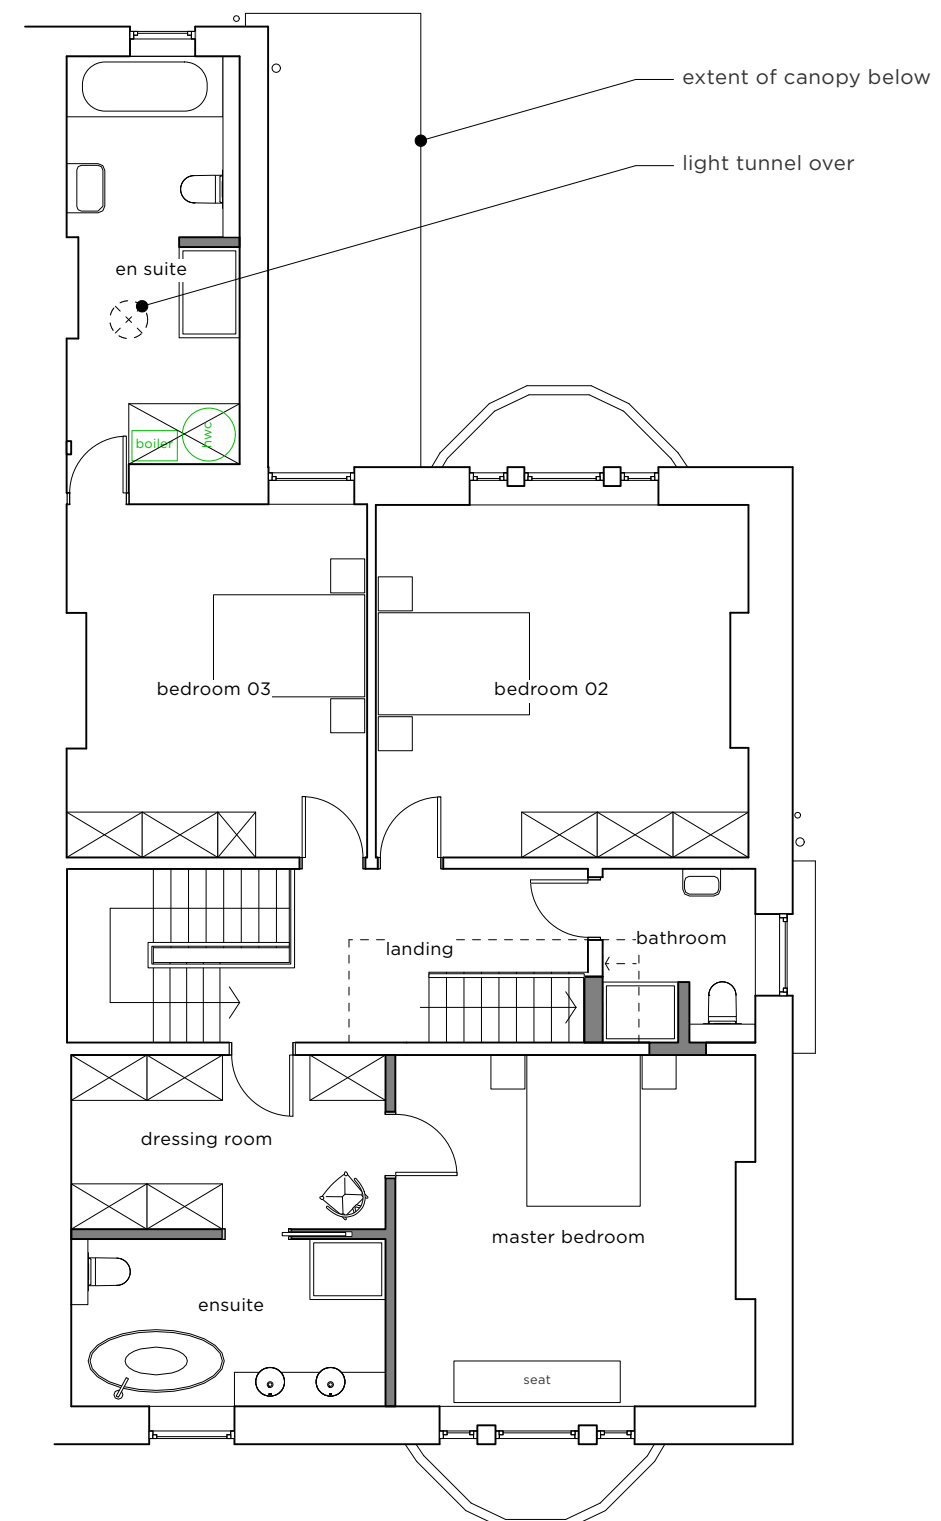 extent of canopy below
light tunnel over
en suite
boiler
hwc
bedroom 03
bedroom 02
landing
bathroom
dressing room
master bedroom
ensuite
seat